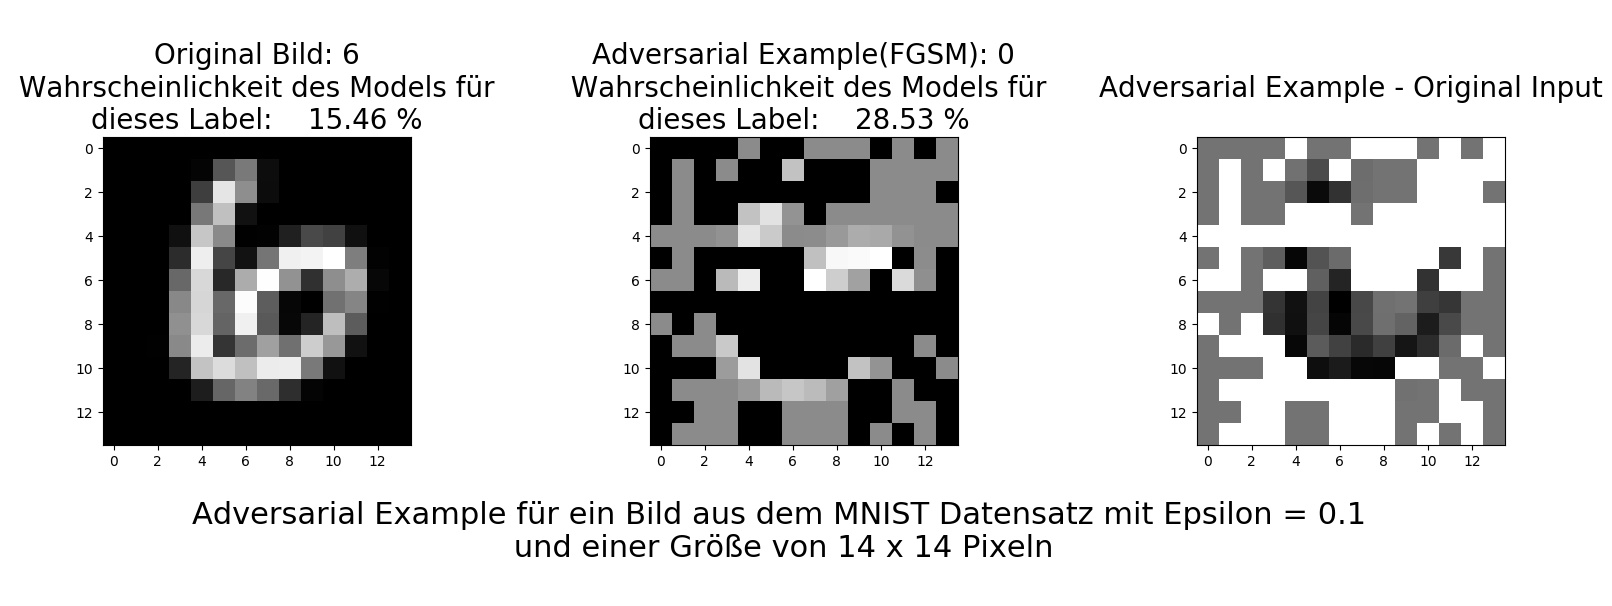 Original Bild: 6
Wahrscheinlichkeit des Models für
dieses Label: 15.46 %
Adversarial Example(FGSM): 0
Wahrscheinlichkeit des Models für
dieses Label: 28.53 %
Adversarial Example - Original Input
0
2
4
6
8
10
12
0 2 4 6 8 10 12
0
2
4
6
8
10
12
0 2 4 6 8 10 12
0
2
4
6
8
10
12
0 2 4 6 8 10 12
Adversarial Example für ein Bild aus dem MNIST Datensatz mit Epsilon = 0.1
und einer Größe von 14 x 14 Pixeln